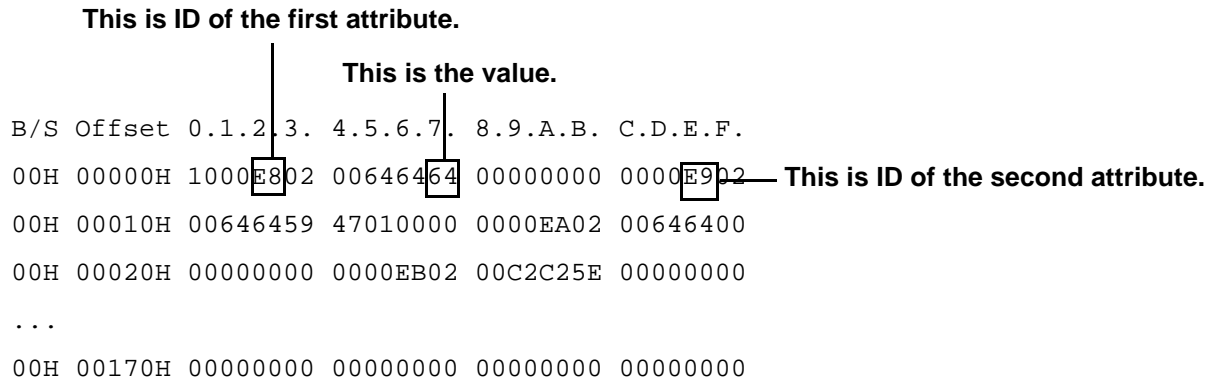 This is ID of the first attribute.
This is the value.
B/S Offset 0.1.2.3. 4.5.6.7. 8.9.A.B. C.D.E.F.
00H 00000H 1000E802 00646464 00000000 0000E902
This is ID of the second attribute.
00H 00010H 00646459 47010000 0000EA02 00646400
00H 00020H 00000000 0000EB02 00C2C25E 00000000
...
00H 00170H 00000000 00000000 00000000 00000000